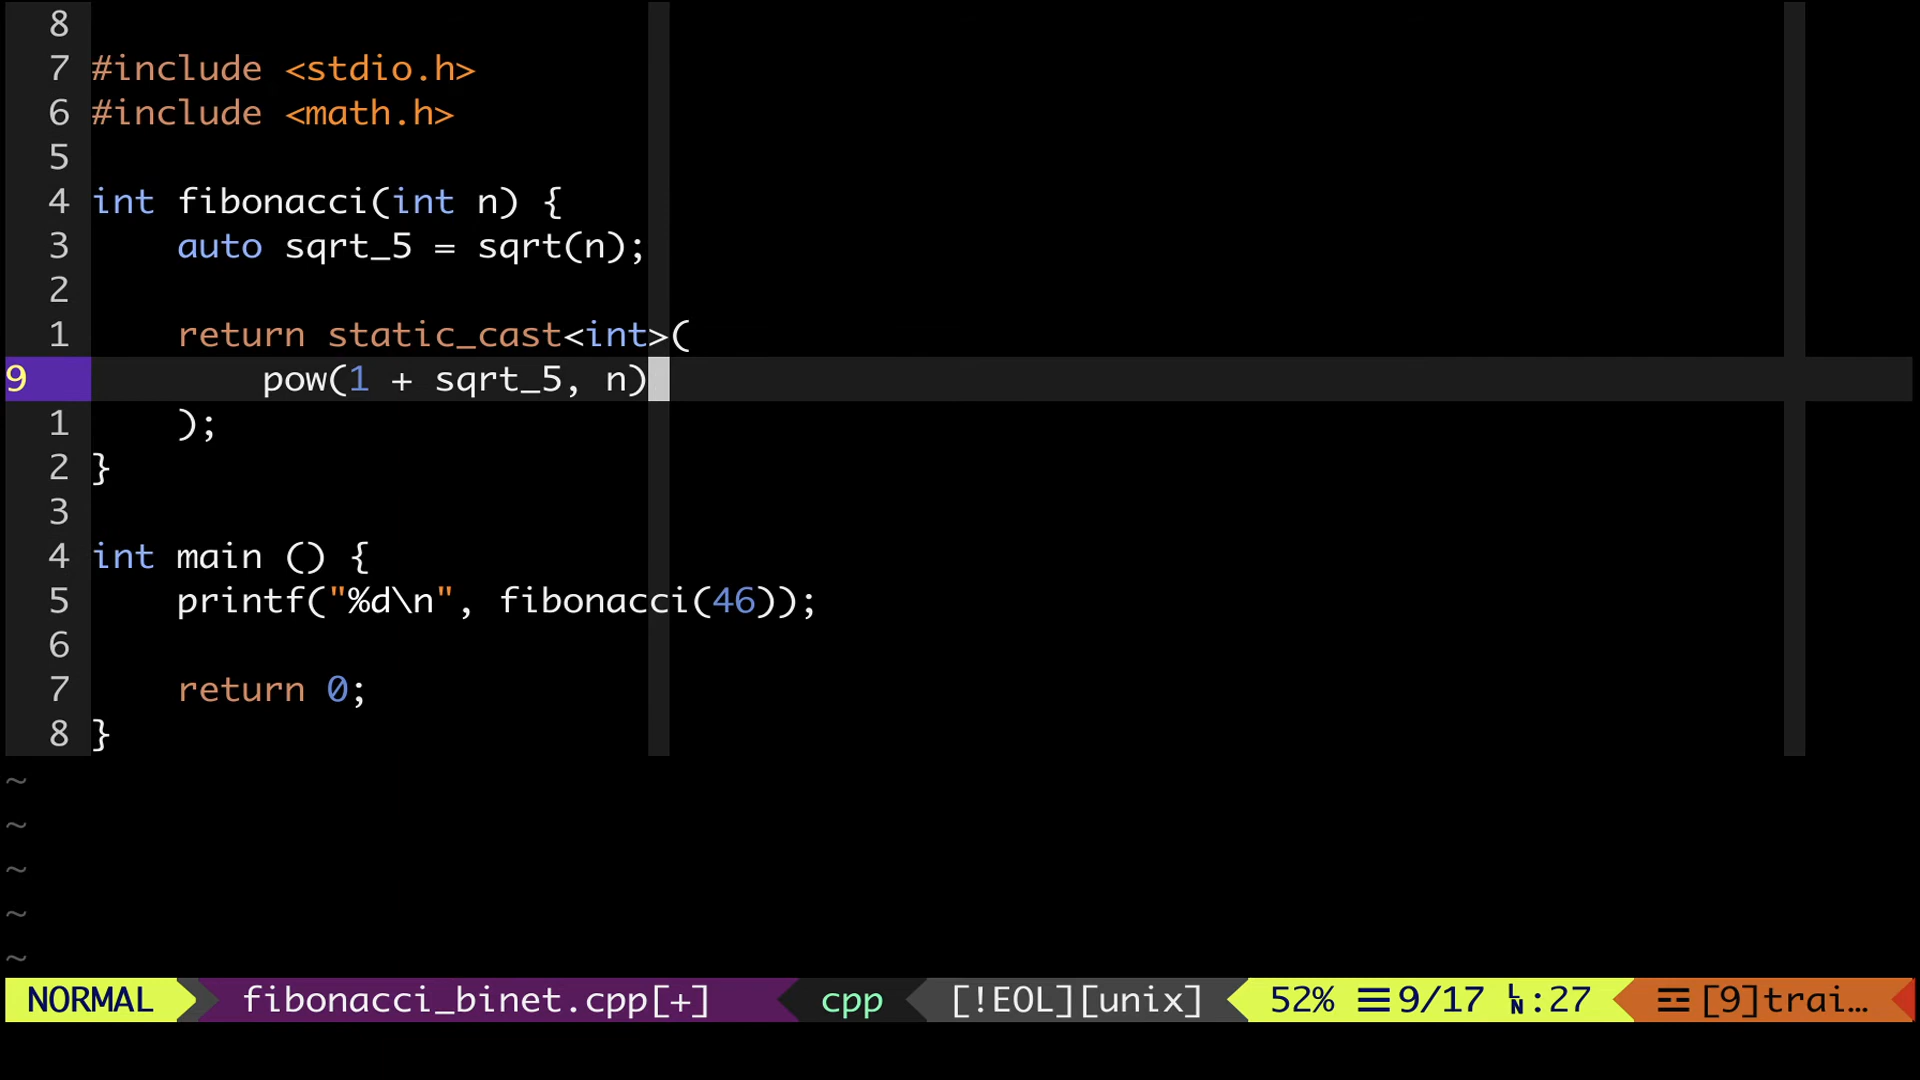 8
7 #include <stdio.h>
6 #include <math.h>
5
4 int fibonacci(int n) {
3     auto sqrt_5 = sqrt(n);
2
1     return static_cast<int>(
9         pow(1 + sqrt_5, n)
1     );
2 }
3
4 int main () {
5     printf("%d\n", fibonacci(46));
6
7     return 0;
8 }
~
~
~
~
~
NORMAL fibonacci_binet.cpp[+] cpp [!EOL][unix] 52% ☰ 9/17 ␤:27 ☲ [9]trai…